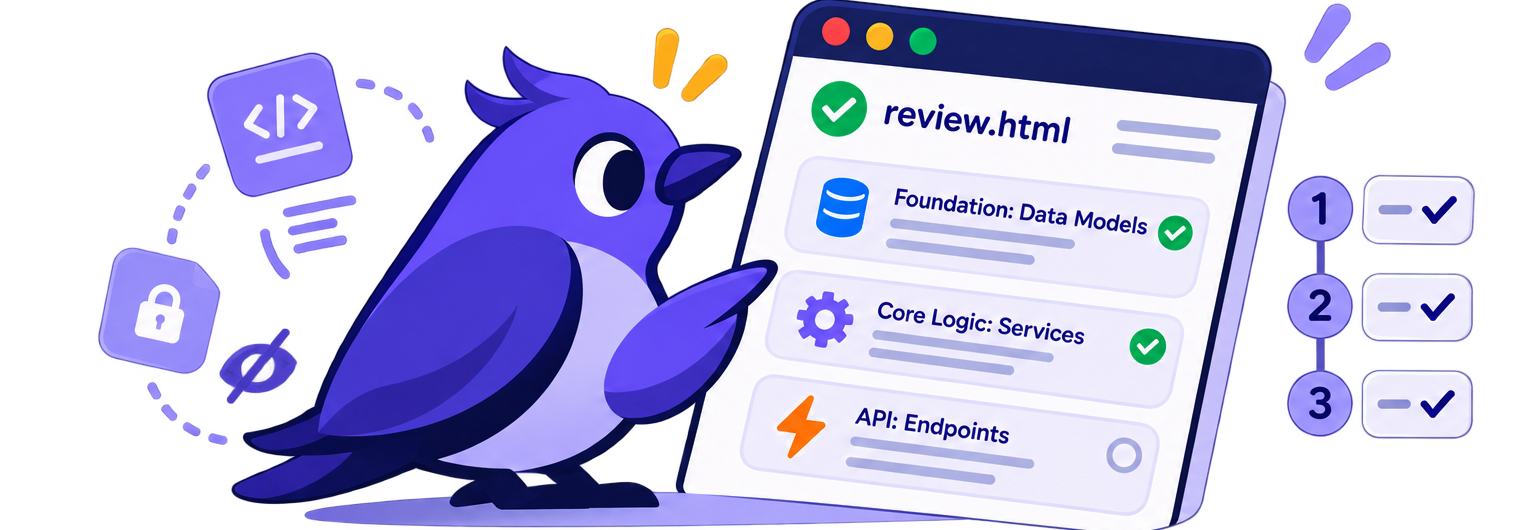 </>
review.html
Foundation: Data Models
Core Logic: Services
API: Endpoints
1
2
3